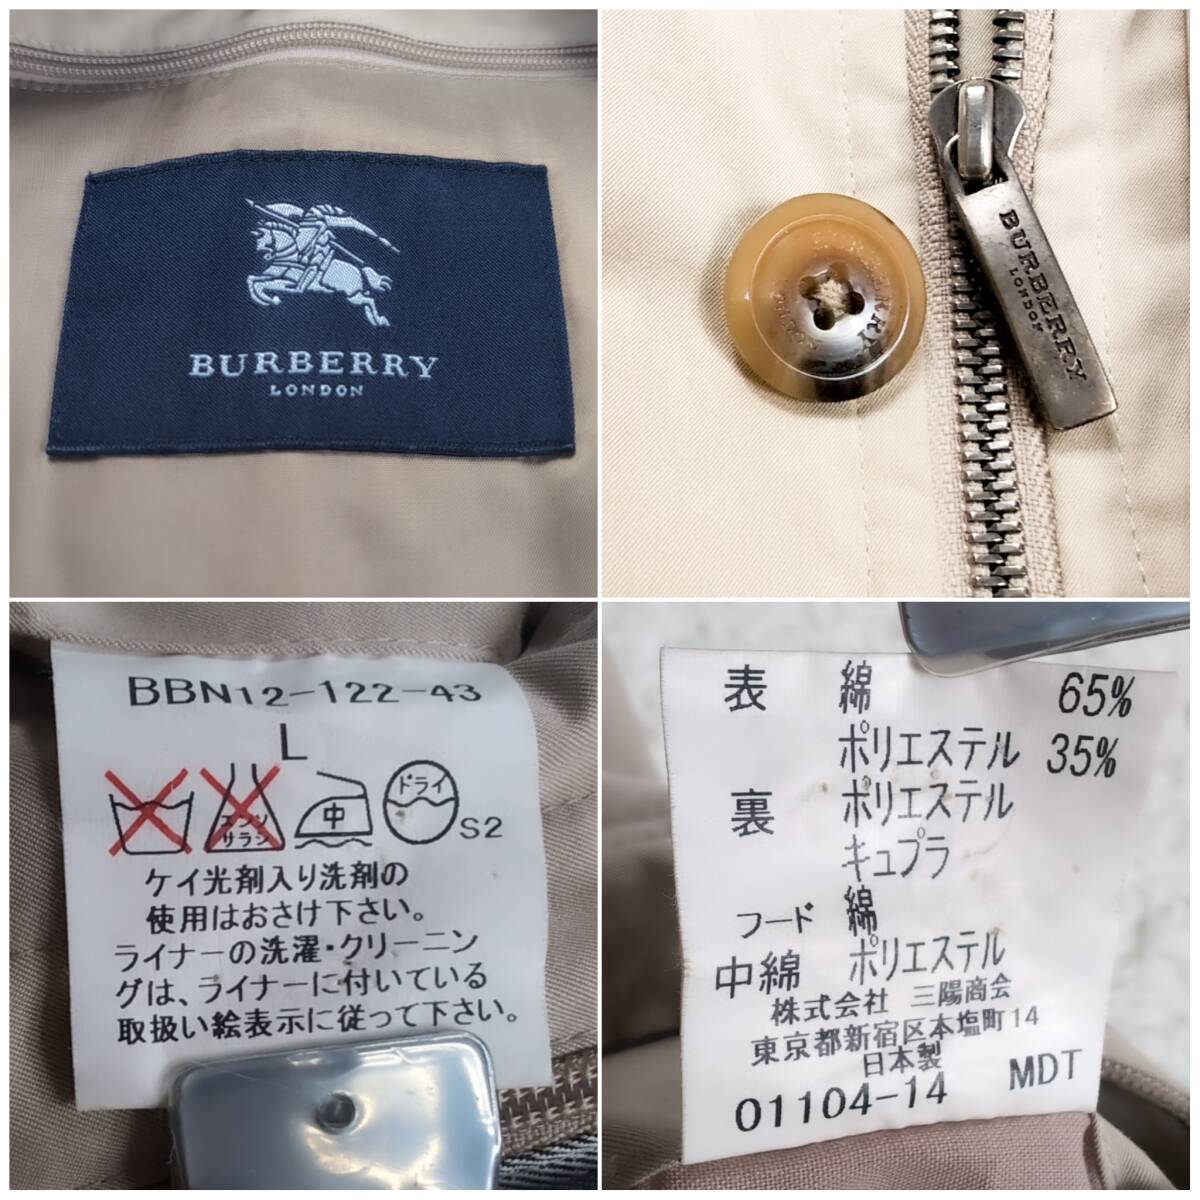 BURBERRY
LONDON
BURBERRY
LONDON
BBN12-122-43
L
エンソ
サラシ
中
ドライ
S2
ケイ光剤入り洗剤の
使用はおさけ下さい。
ライナーの洗濯・クリーニン
グは、ライナーに付いている
取扱い絵表示に従って下さい。
表 綿 65%
ポリエステル 35%
裏 ポリエステル
キュプラ
フード 綿
中綿 ポリエステル
株式会社 三陽商会
東京都新宿区本塩町14
日本製
01104-14 MDT